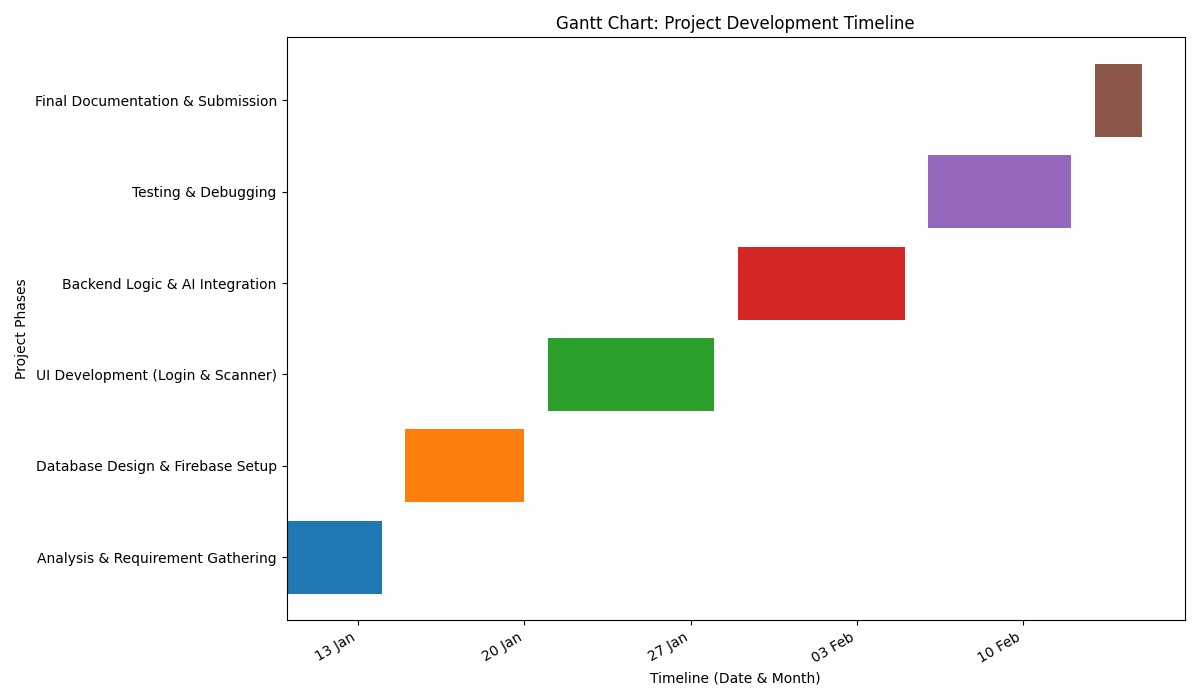 Gantt Chart: Project Development Timeline
Project Phases
Final Documentation & Submission
Testing & Debugging
Backend Logic & AI Integration
UI Development (Login & Scanner)
Database Design & Firebase Setup
Analysis & Requirement Gathering
13 Jan
20 Jan
27 Jan
03 Feb
10 Feb
Timeline (Date & Month)